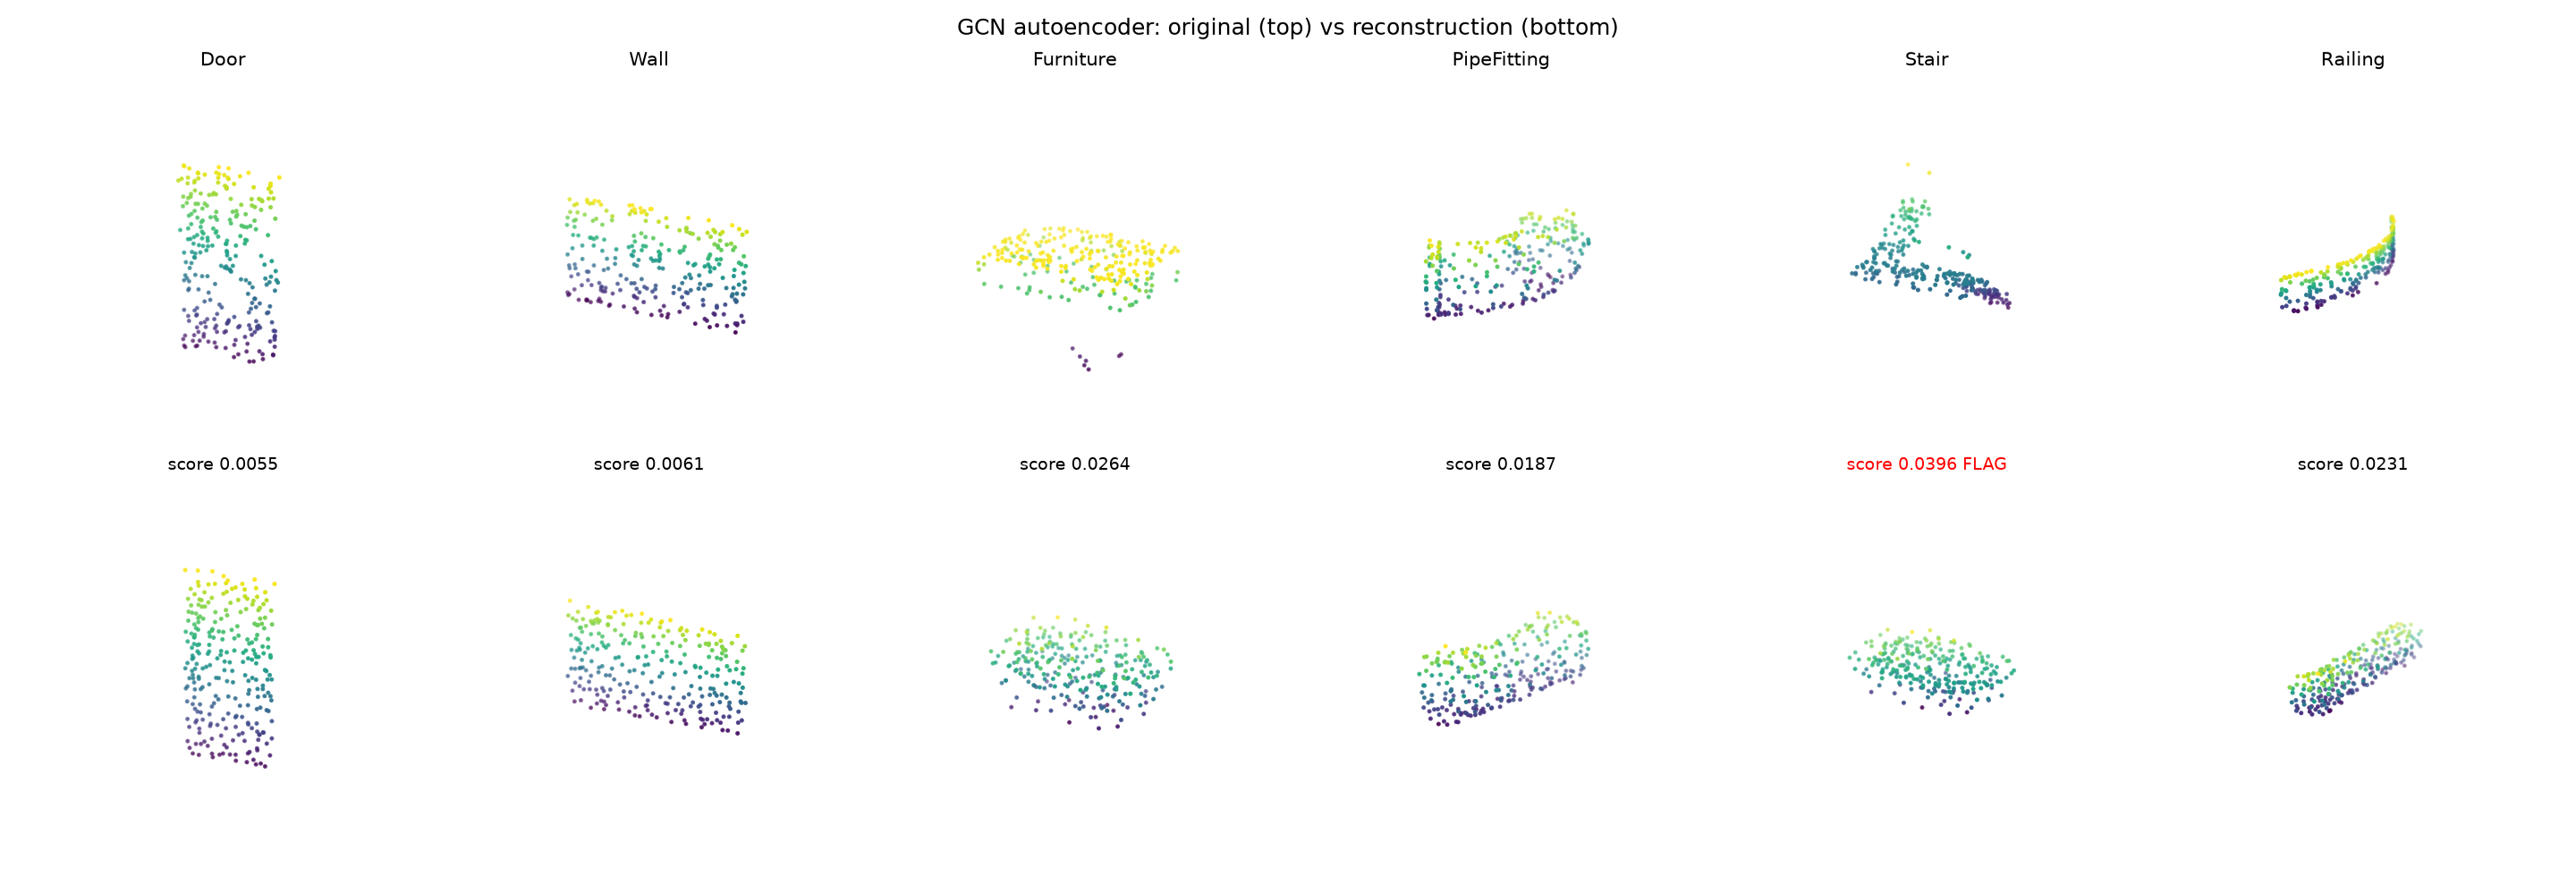 GCN autoencoder: original (top) vs reconstruction (bottom)
Door
Wall
Furniture
PipeFitting
Stair
Railing
score 0.0055
score 0.0061
score 0.0264
score 0.0187
score 0.0396 FLAG
score 0.0231